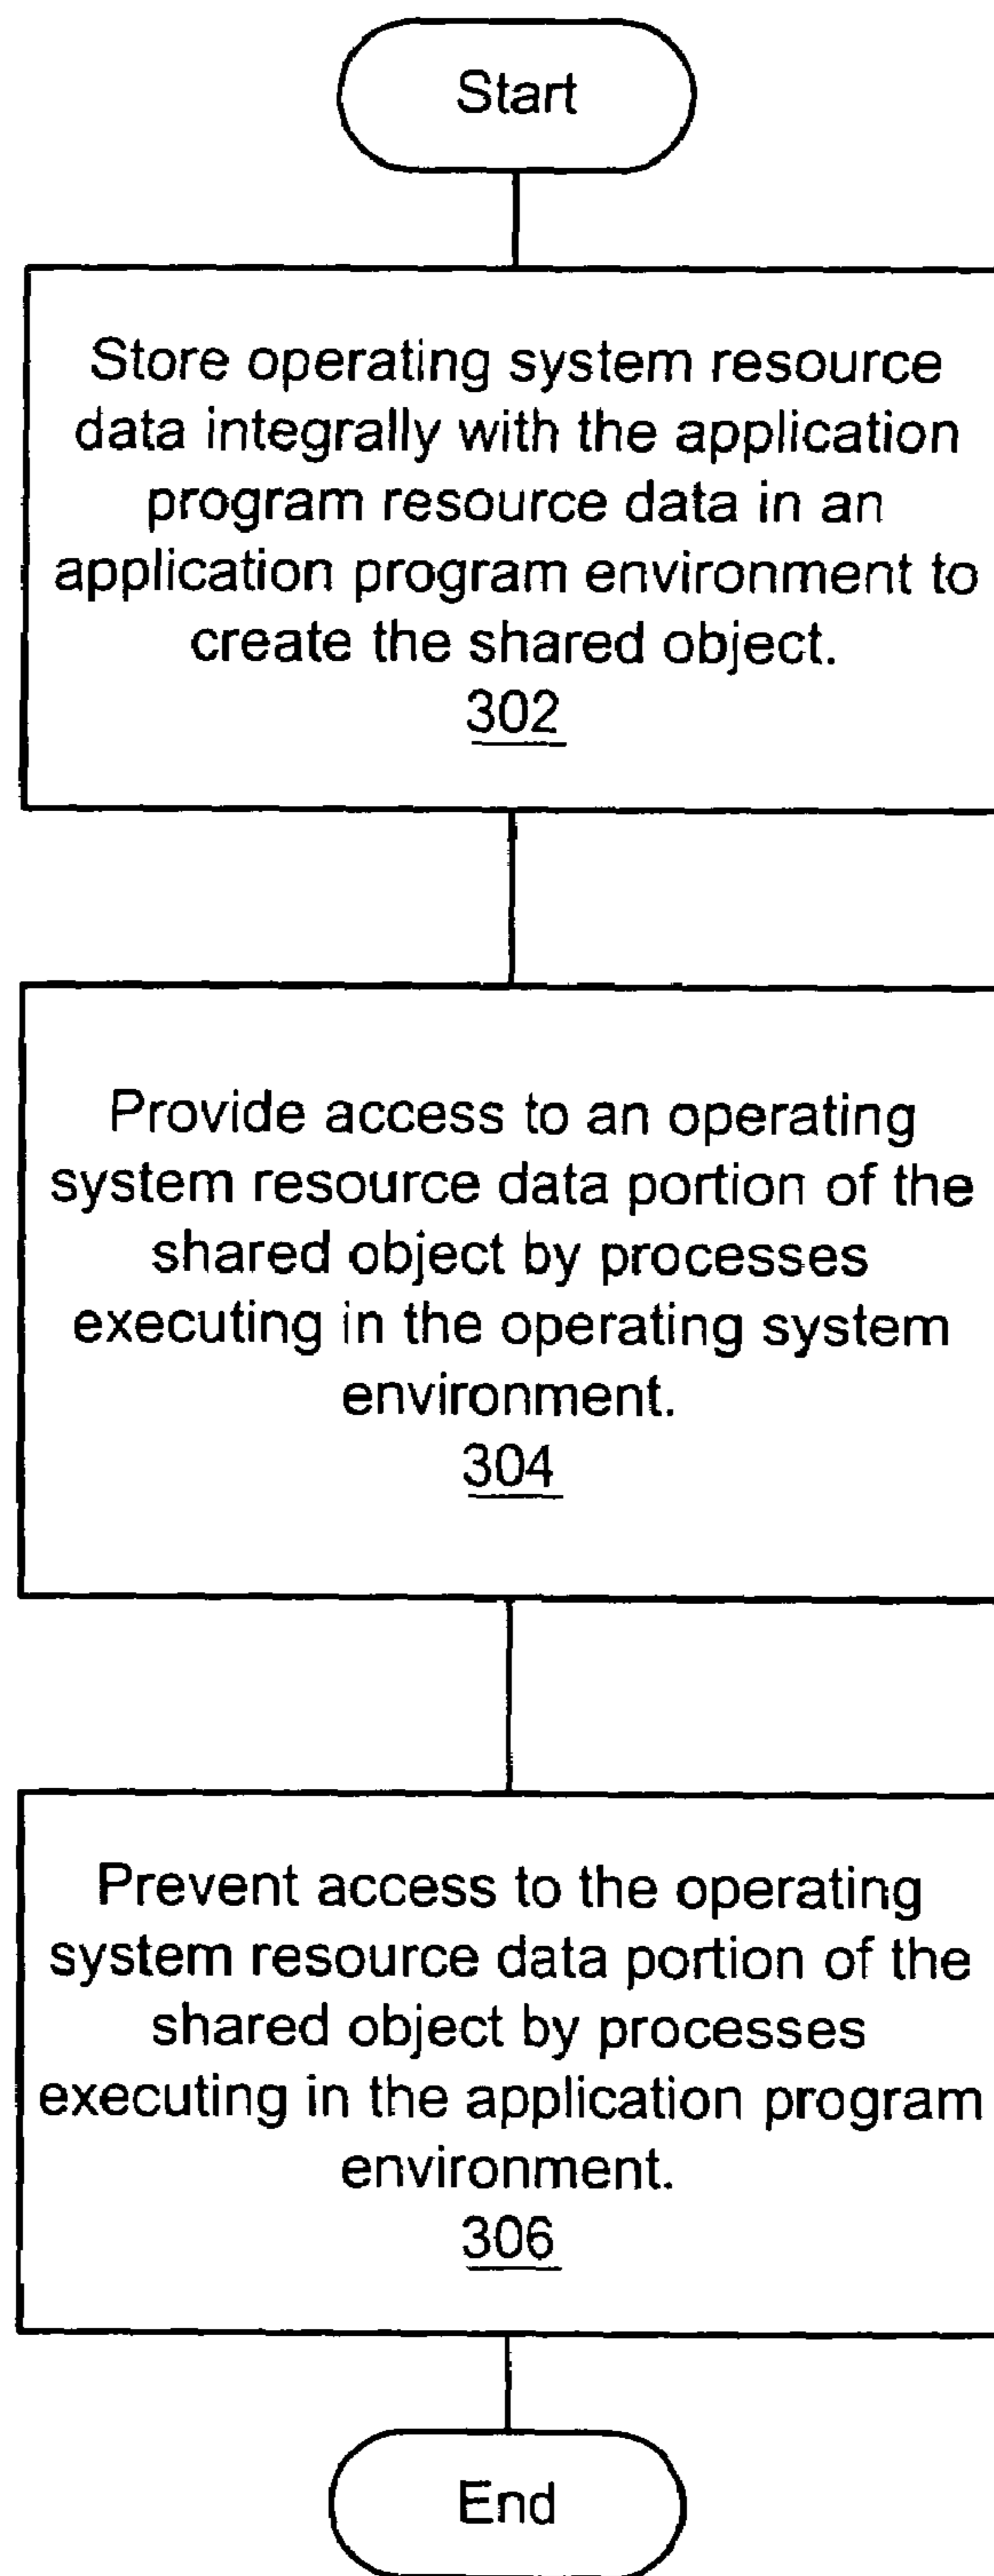 Start
Store operating system resource
data integrally with the application
program resource data in an
application program environment to
create the shared object.
302
Provide access to an operating
system resource data portion of the
shared object by processes
executing in the operating system
environment.
304
Prevent access to the operating
system resource data portion of the
shared object by processes
executing in the application program
environment.
306
End